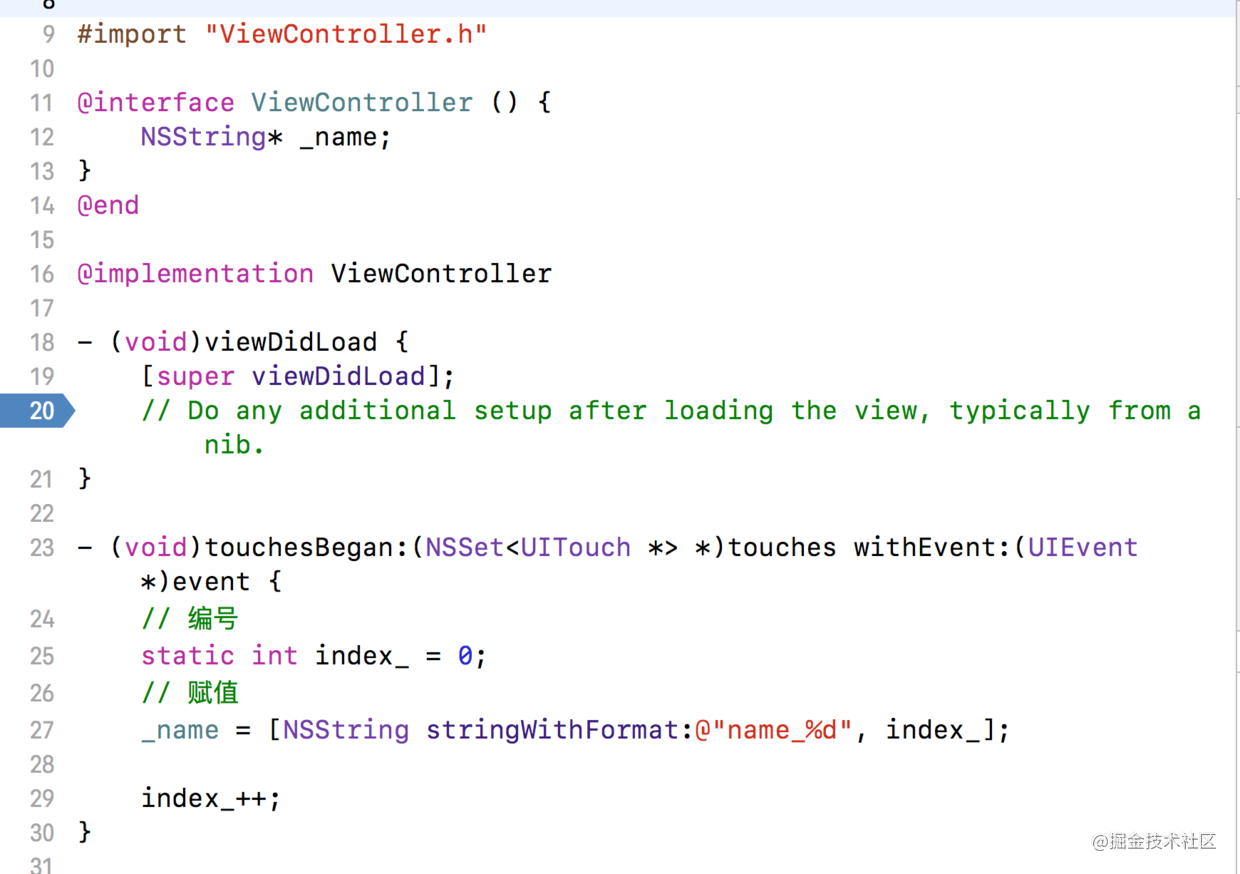 8
9 #import "ViewController.h"
10
11 @interface ViewController () {
12     NSString* _name;
13 }
14 @end
15
16 @implementation ViewController
17
18 - (void)viewDidLoad {
19     [super viewDidLoad];
20     // Do any additional setup after loading the view, typically from a
        nib.
21 }
22
23 - (void)touchesBegan:(NSSet<UITouch *> *)touches withEvent:(UIEvent
    *)event {
24     // 编号
25     static int index_ = 0;
26     // 赋值
27     _name = [NSString stringWithFormat:@"name_%d", index_];
28
29     index_++;
30 }
31
@掘金技术社区